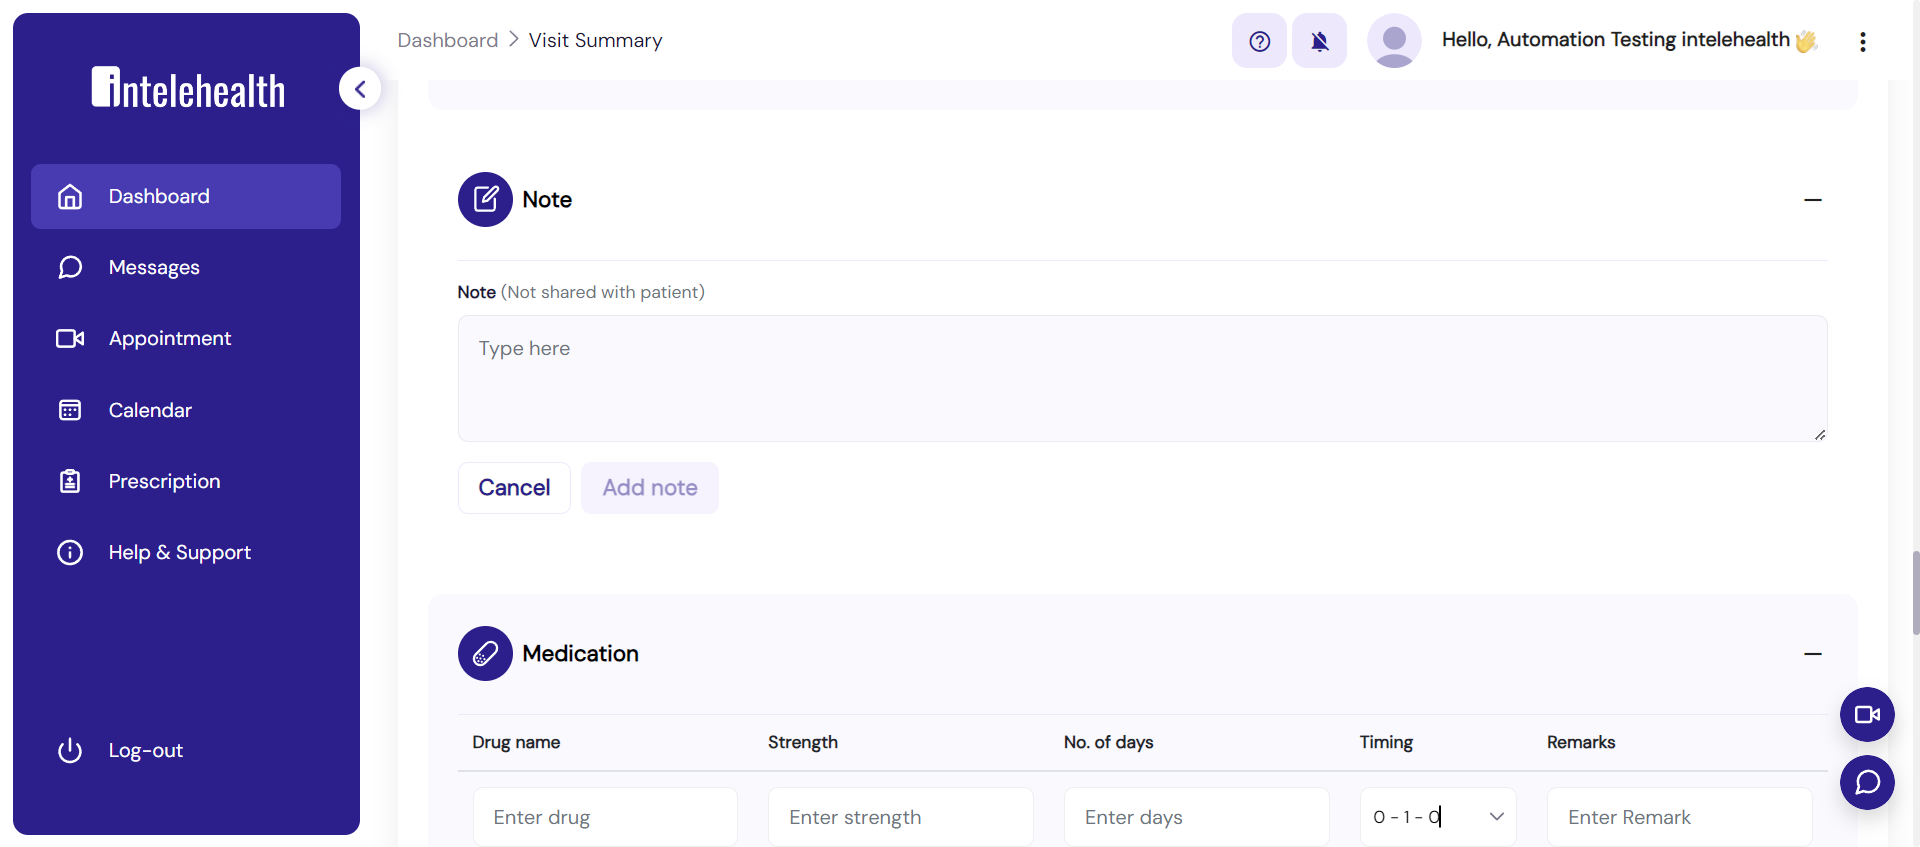 intelehealth
Dashboard
Messages
Appointment
Calendar
Prescription
Help & Support
Log-out
Dashboard > Visit Summary
Hello, Automation Testing intelehealth 👋
Note
Note (Not shared with patient)
Type here
Cancel Add note
Medication
Drug name Strength No. of days Timing Remarks
Enter drug Enter strength Enter days 0 - 1 - 0 Enter Remark